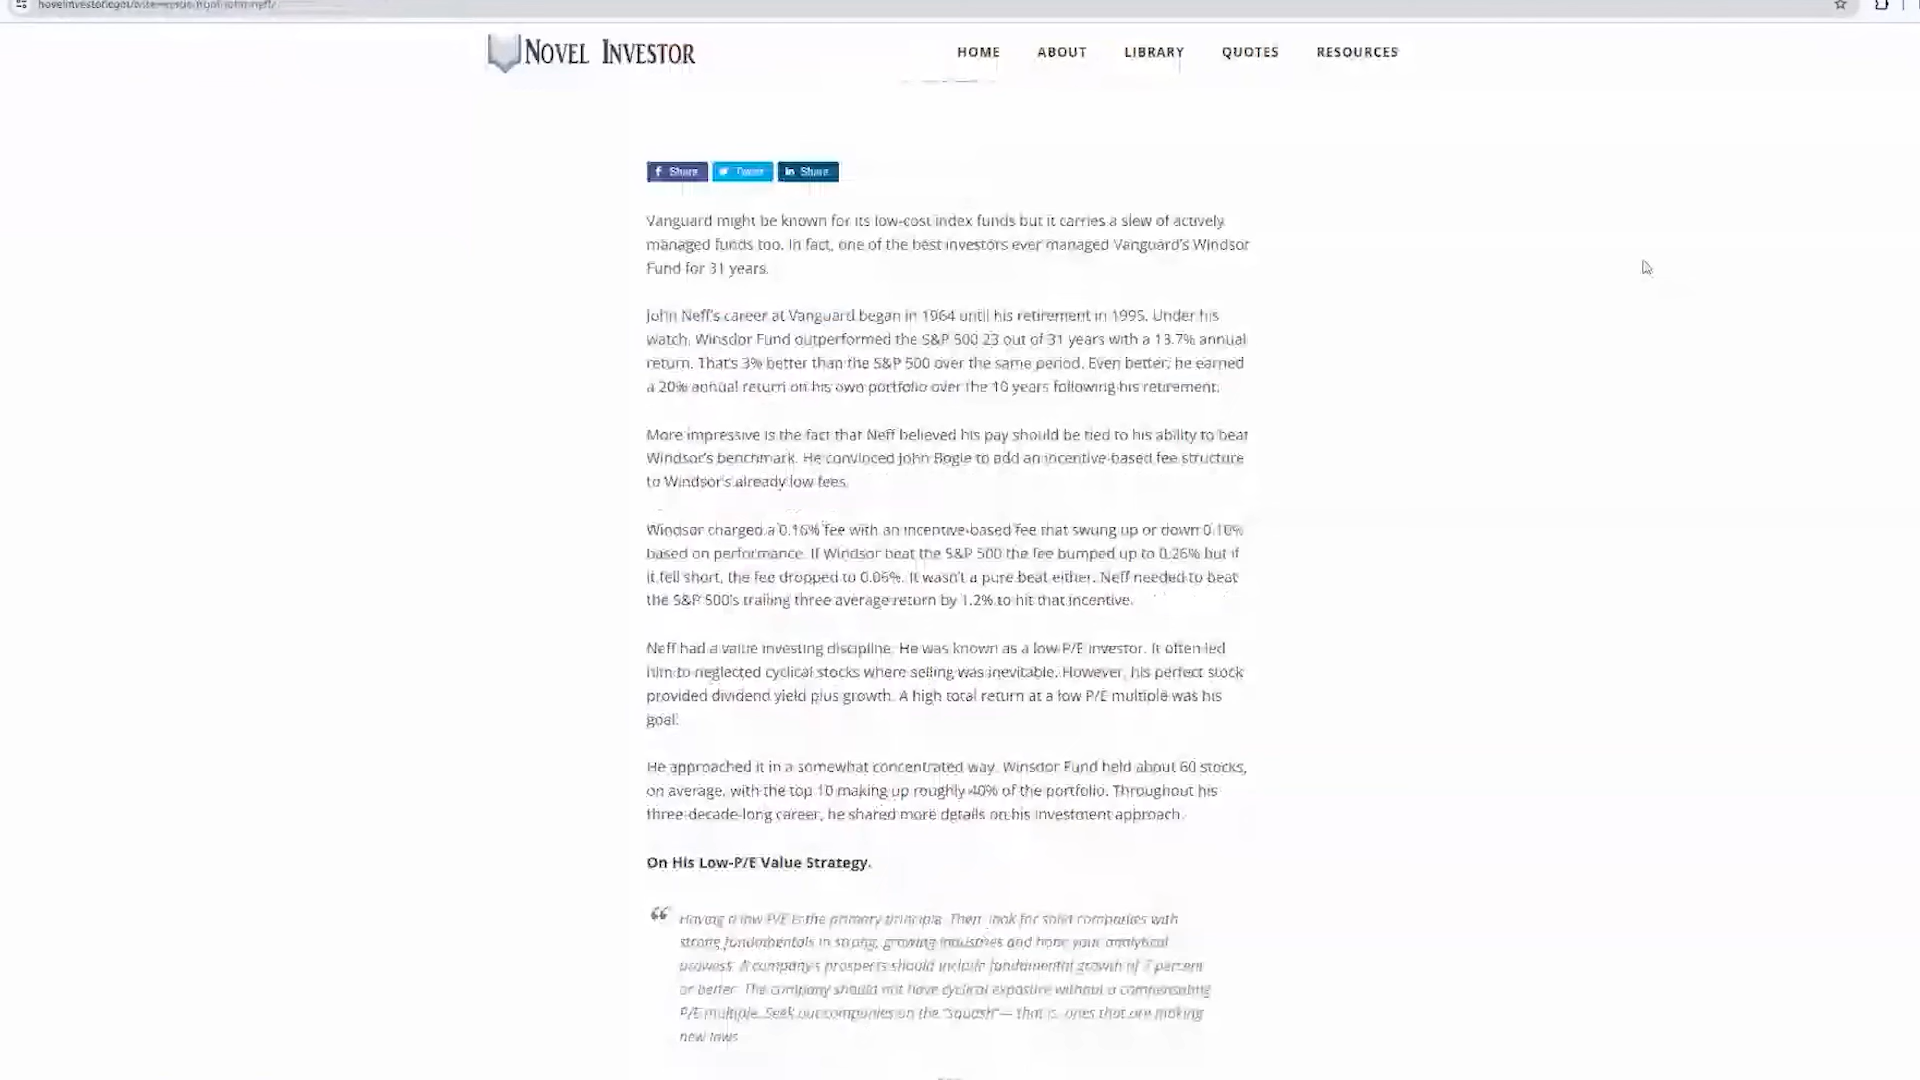 NOVEL INVESTOR
HOME ABOUT LIBRARY QUOTES RESOURCES
Share Tweet Share
Vanguard might be known for its low-cost index funds but it carries a slew of actively
managed funds too. In fact, one of the best investors ever managed Vanguard's Windsor
Fund for 31 years.
John Neff's career at Vanguard began in 1964 until his retirement in 1995. Under his
watch, Winsdor Fund outperformed the S&P 500 23 out of 31 years with a 13.7% annual
return. That's 3% better than the S&P 500 over the same period. Even better, he earned
a 20% annual return on his own portfolio over the 10 years following his retirement.
More impressive is the fact that Neff believed his pay should be tied to his ability to beat
Windsor's benchmark. He convinced John Bogle to add an incentive-based fee structure
to Windsor's already low fees.
Windsor charged a 0.16% fee with an incentive-based fee that swung up or down 0.10%
based on performance. If Windsor beat the S&P 500 the fee bumped up to 0.26% but if
it fell short, the fee dropped to 0.06%. It wasn't a pure beat either. Neff needed to beat
the S&P 500's trailing three average return by 1.2% to hit that incentive.
Neff had a value investing discipline. He was known as a low P/E investor. It often led
him to neglected cyclical stocks where selling was inevitable. However, his perfect stock
provided dividend yield plus growth. A high total return at a low P/E multiple was his
goal.
He approached it in a somewhat concentrated way. Winsdor Fund held about 60 stocks,
on average, with the top 10 making up roughly 40% of the portfolio. Throughout his
three-decade-long career, he shared more details on his investment approach.
On His Low-P/E Value Strategy.
“ Having a low P/E is the primary principle. Then look for solid companies with
strong fundamentals in strong, growing industries and hone your analytical
prowess. A company's prospects should include fundamental growth of 7 percent
or better. The company should not have cyclical exposure without a compensating
P/E multiple. Seek out companies on the “squash”— that is, ones that are making
new lows.